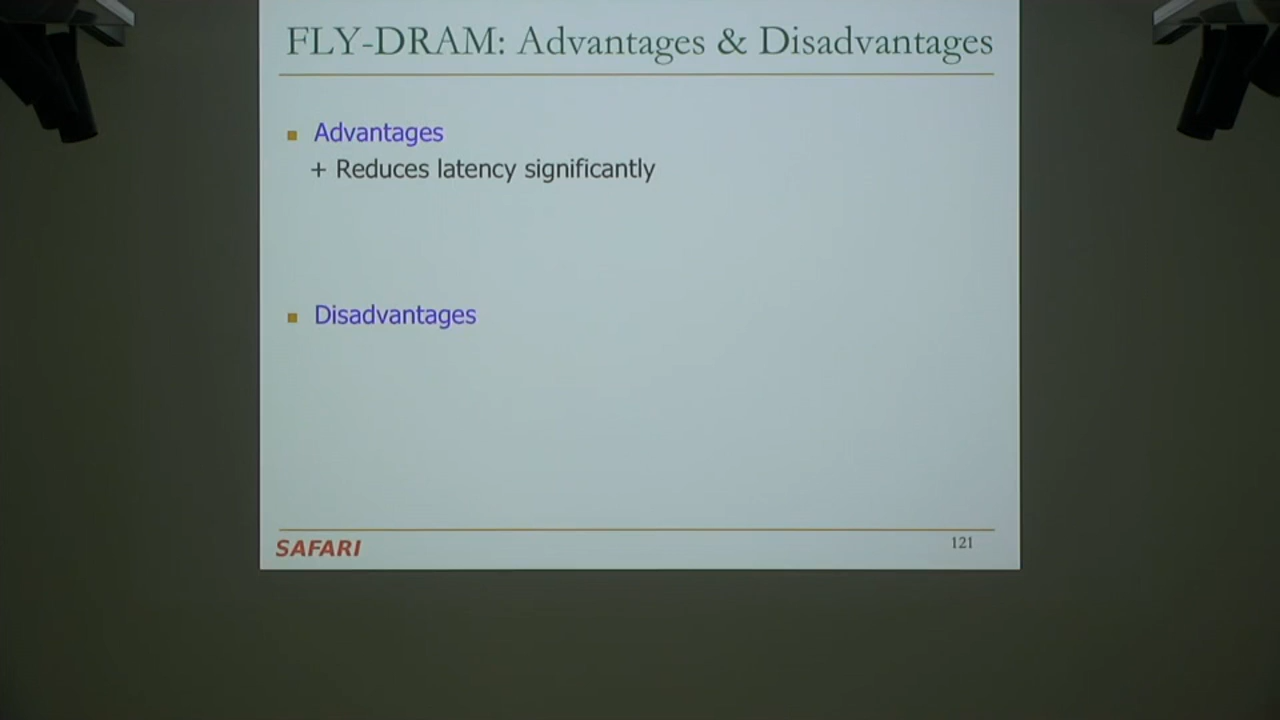 FLY-DRAM: Advantages & Disadvantages
Advantages
+ Reduces latency significantly
Disadvantages
SAFARI
121